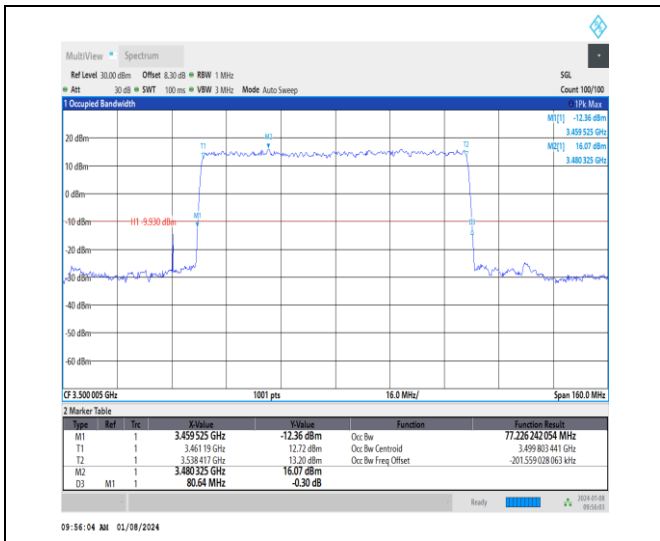 MultiView Spectrum
Ref Level 30.00 dBm Offset 8.30 dB RBW 1 MHz SGL
Att 30 dB SWT 100 ms VBW 3 MHz Mode Auto Sweep Count 100/100
1 Occupied Bandwidth 1Pk Max
M1[1] -12.36 dBm
3.459 525 GHz
M2[1] 16.07 dBm
3.480 325 GHz
20 dBm
T1 M2 T2
10 dBm
0 dBm
-10 dBm H1 -9.930 dBm M1 D3
-20 dBm
-30 dBm
-40 dBm
-50 dBm
-60 dBm
CF 3.500 005 GHz 1001 pts 16.0 MHz/ Span 160.0 MHz
2 Marker Table
Type Ref Trc X-Value Y-Value Function Function Result
M1 1 3.459 525 GHz -12.36 dBm Occ Bw 77.226 242 054 MHz
T1 1 3.461 19 GHz 12.72 dBm Occ Bw Centroid 3.499 803 441 GHz
T2 1 3.538 417 GHz 13.20 dBm Occ Bw Freq Offset -201.559 028 063 kHz
M2 1 3.480 325 GHz 16.07 dBm
D3 M1 1 80.64 MHz -0.30 dB
Ready 2024-01-08
09:56:03
09:56:04 AM 01/08/2024